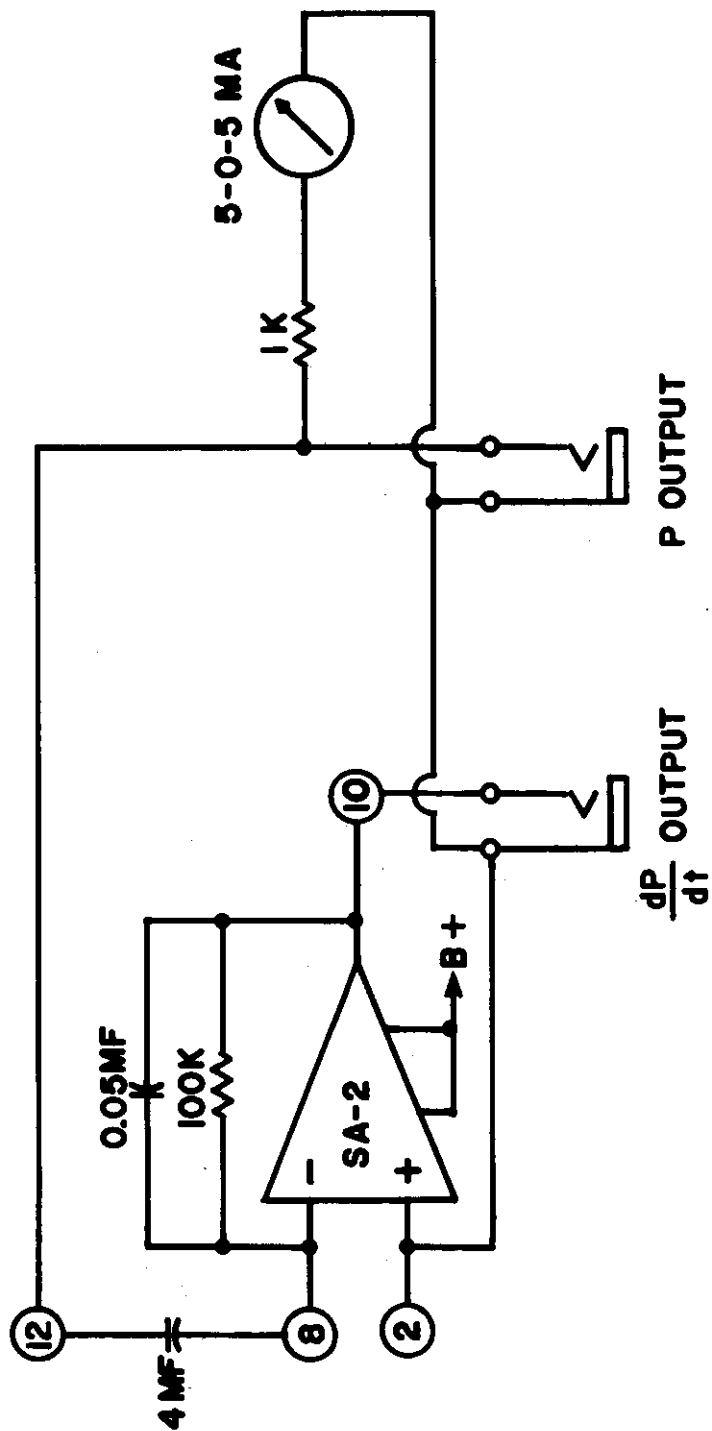 12
4 MF
8
2
0.05MF
100K
-
SA-2
+
B+
10
dP
dt
OUTPUT
P OUTPUT
1K
5-0-5 MA